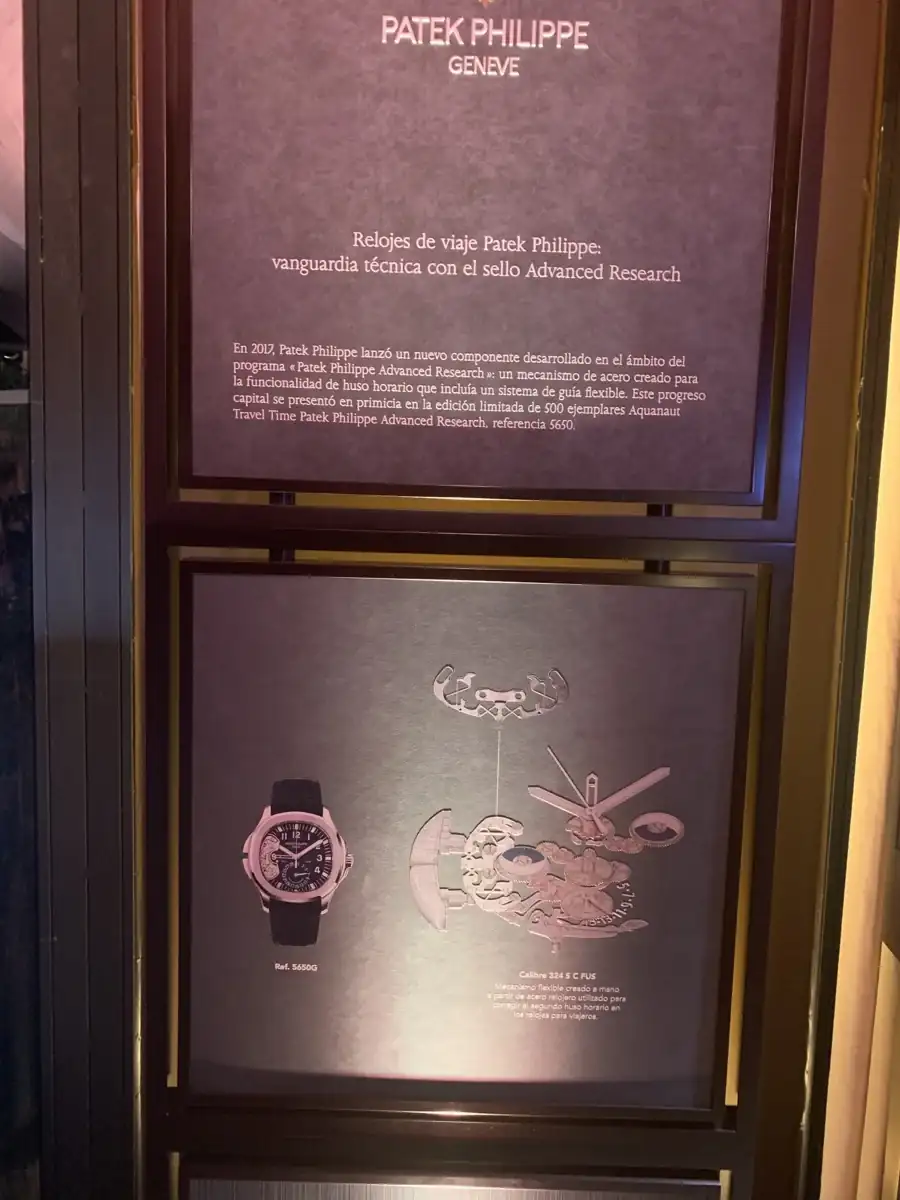 PATEK PHILIPPE
GENEVE
Relojes de viaje Patek Philippe:
vanguardia técnica con el sello Advanced Research
En 2017, Patek Philippe lanzó un nuevo componente desarrollado en el ámbito del
programa «Patek Philippe Advanced Research»: un mecanismo de acero creado para
la funcionalidad de huso horario que incluía un sistema de guía flexible. Este progreso
capital se presentó en primicia en la edición limitada de 500 ejemplares Aquanaut
Travel Time Patek Philippe Advanced Research, referencia 5650.
12
1
3
4
Ref. 5650G
Calibre 324 S C FUS
Mecanismo flexible creado a mano
a partir de acero relojero utilizado para
corregir el segundo huso horario en
los relojes para viajeros.